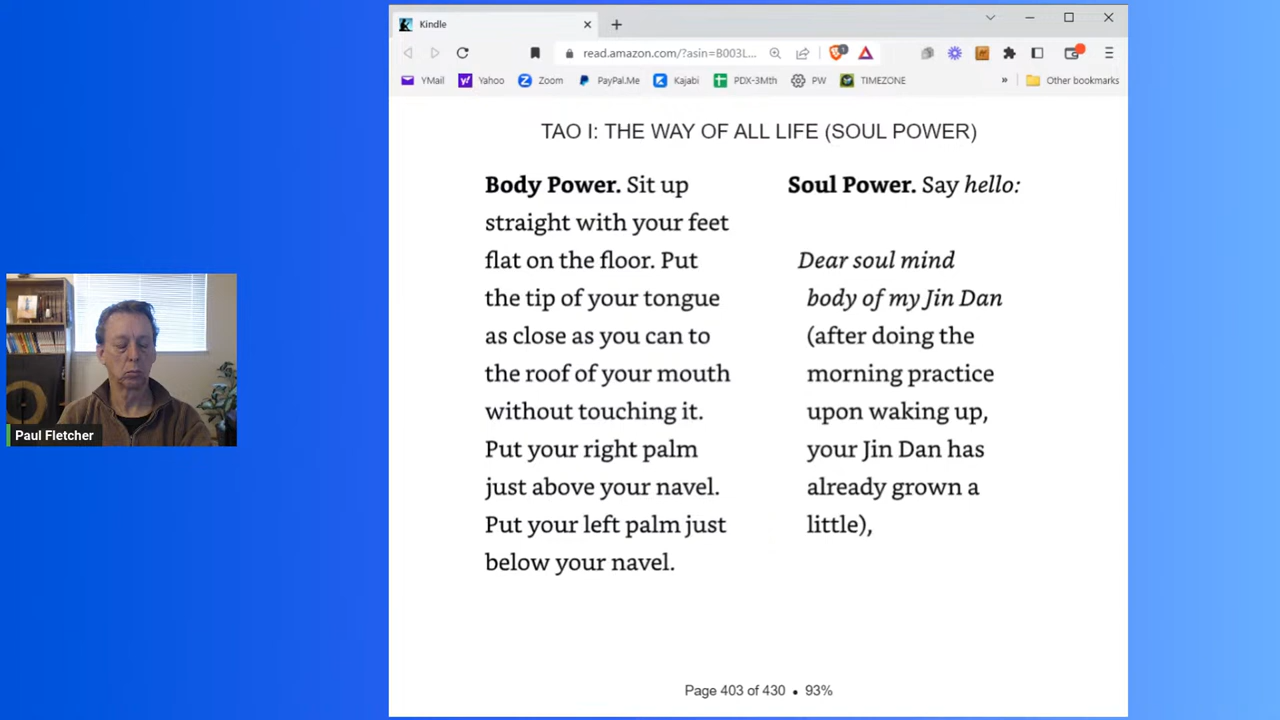 Kindle
read.amazon.com/?asin=B003L...
1
YMail
Yahoo
Zoom
PayPal.Me
Kajabi
PDX-3Mth
PW
TIMEZONE
»
Other bookmarks
TAO I: THE WAY OF ALL LIFE (SOUL POWER)
Body Power. Sit up
straight with your feet
flat on the floor. Put
the tip of your tongue
as close as you can to
the roof of your mouth
without touching it.
Put your right palm
just above your navel.
Put your left palm just
below your navel.
Soul Power. Say hello:
Dear soul mind
body of my Jin Dan
(after doing the
morning practice
upon waking up,
your Jin Dan has
already grown a
little),
Page 403 of 430 • 93%
Paul Fletcher